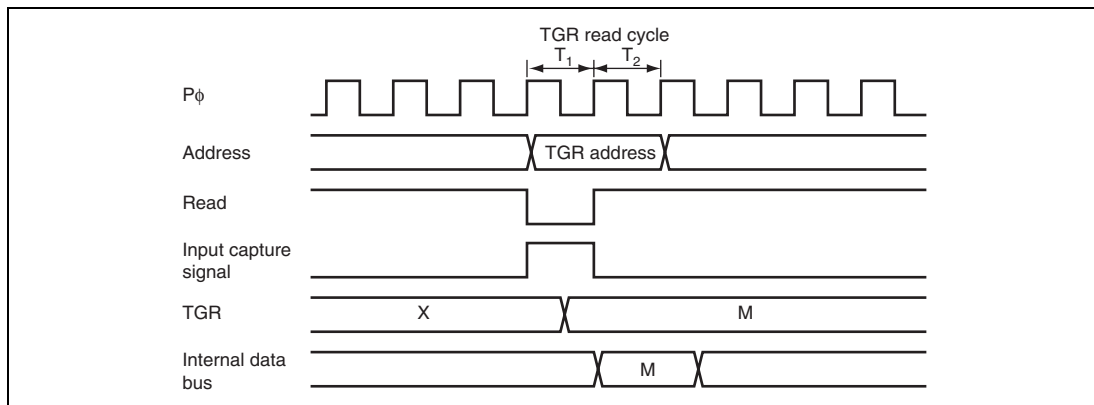 TGR read cycle
T1 T2
Pφ
Address
TGR address
Read
Input capture
signal
TGR
X
M
Internal data
bus
M